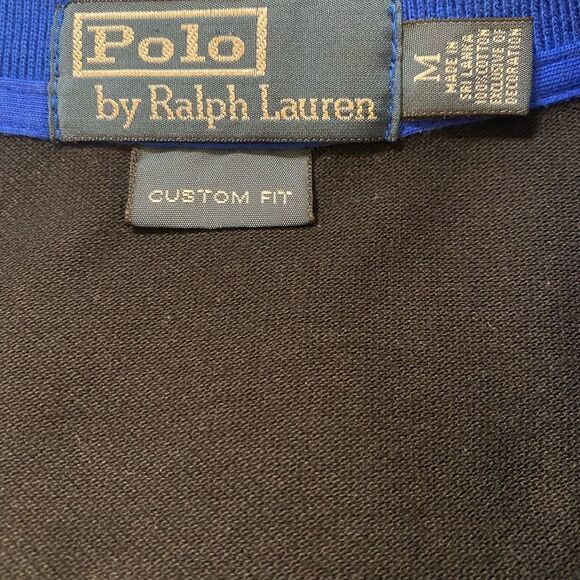 Polo
by Ralph Lauren
CUSTOM FIT
M
MADE IN
SRI LANKA
100% COTTON
EXCLUSIVE OF
DECORATION